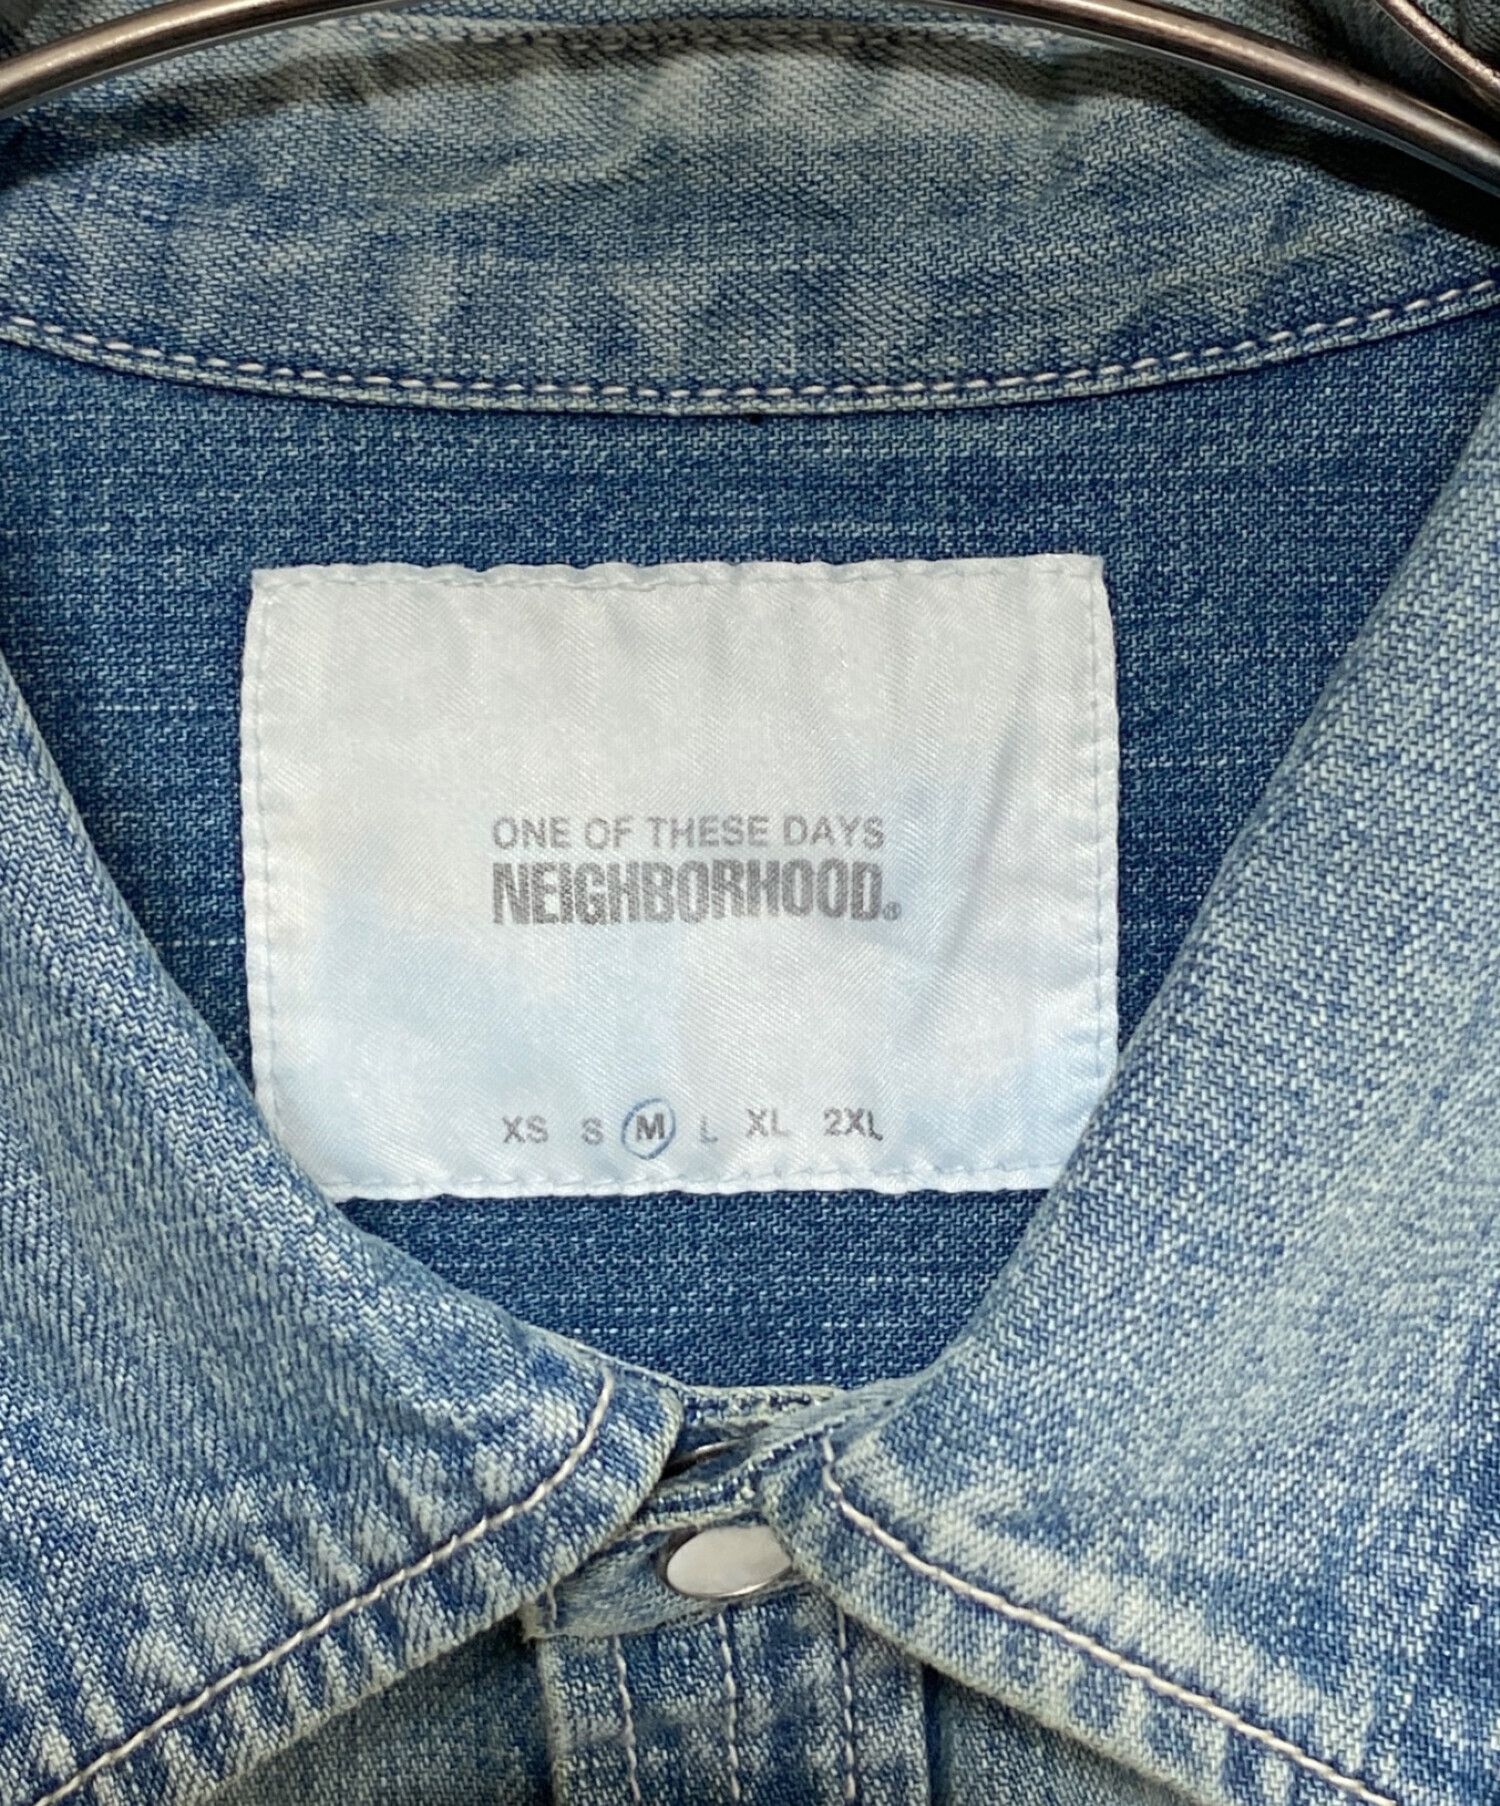 ONE OF THESE DAYS
NEIGHBORHOOD®
XS S M L XL 2XL